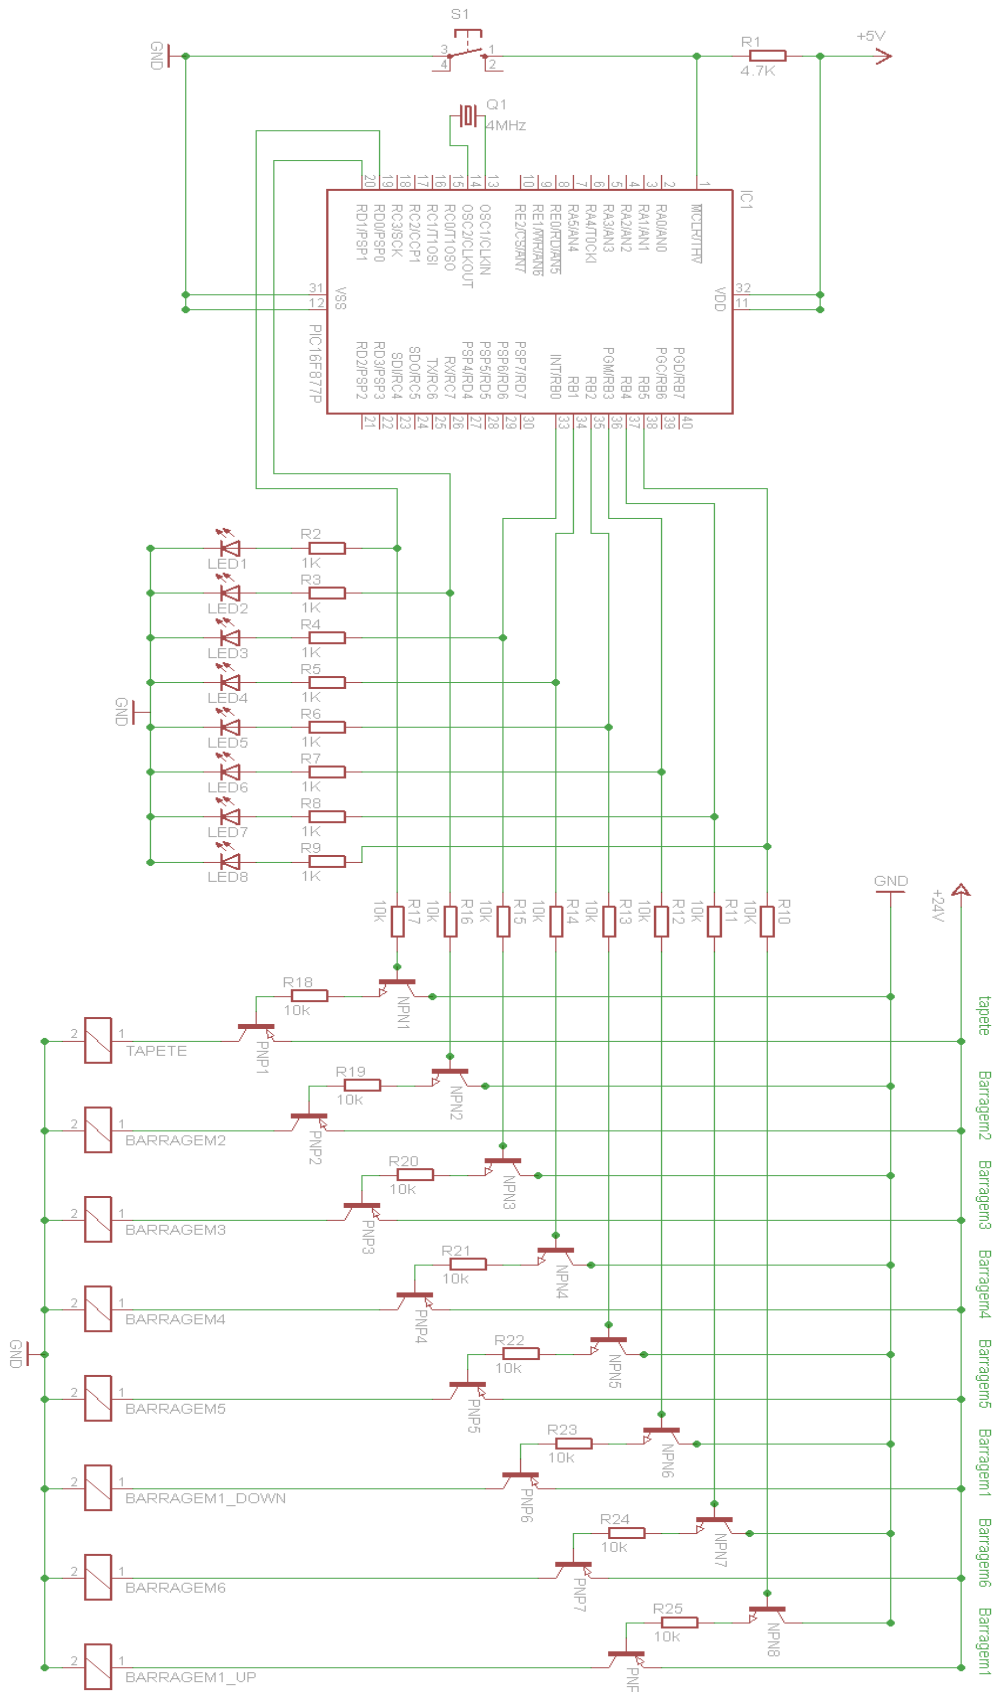 S1
3
1
4
2
R1
4.7K
+5V
GND
Q1
4MHz
20
19
18
17
16
15
14
13
10
9
8
7
6
5
4
3
2
1
IC1
RD1/PSP1
RD0/PSP0
RC3/SCK
RC2/CCP1
RC1/T1OSI
RC0/T1OSO
OSC2/CLKOUT
OSC1/CLKIN
RE2/CS/AN7
RE1/WR/AN6
RE0/RD/AN5
RA5/AN4
RA4/T0CKI
RA3/AN3
RA2/AN2
RA1/AN1
RA0/AN0
MCLR/THV
31
12
VSS
VDD
32
11
PIC16F877P
RD2/PSP2
RD3/PSP3
SDI/RC4
SDO/RC5
TX/RC6
RX/RC7
PSP4/RD4
PSP5/RD5
PSP6/RD6
PSP7/RD7
INT/RB0
RB1
RB2
PGM/RB3
RB4
RB5
PGC/RB6
PGD/RB7
21
22
23
24
25
26
27
28
29
30
33
34
35
36
37
38
39
40
R2
1K
LED1
R3
1K
LED2
R4
1K
LED3
R5
1K
LED4
R6
1K
LED5
R7
1K
LED6
R8
1K
LED7
R9
1K
LED8
GND
GND
+24V
10k
R17
10k
R16
10k
R15
10k
R14
10k
R13
10k
R12
10k
R11
10K
R10
R18
10k
NPN1
PNP1
2
1
TAPETE
tapete
R19
10k
NPN2
PNP2
2
1
BARRAGEM2
Barragem2
R20
10k
NPN3
PNP3
2
1
BARRAGEM3
Barragem3
R21
10k
NPN4
PNP4
2
1
BARRAGEM4
Barragem4
GND
R22
10k
NPN5
PNP5
2
1
BARRAGEM5
Barragem5
R23
10k
NPN6
PNP6
2
1
BARRAGEM1_DOWN
Barragem1
R24
10k
NPN7
PNP7
2
1
BARRAGEM6
Barragem6
R25
10k
NPN8
2
1
BARRAGEM1_UP
Barragem1